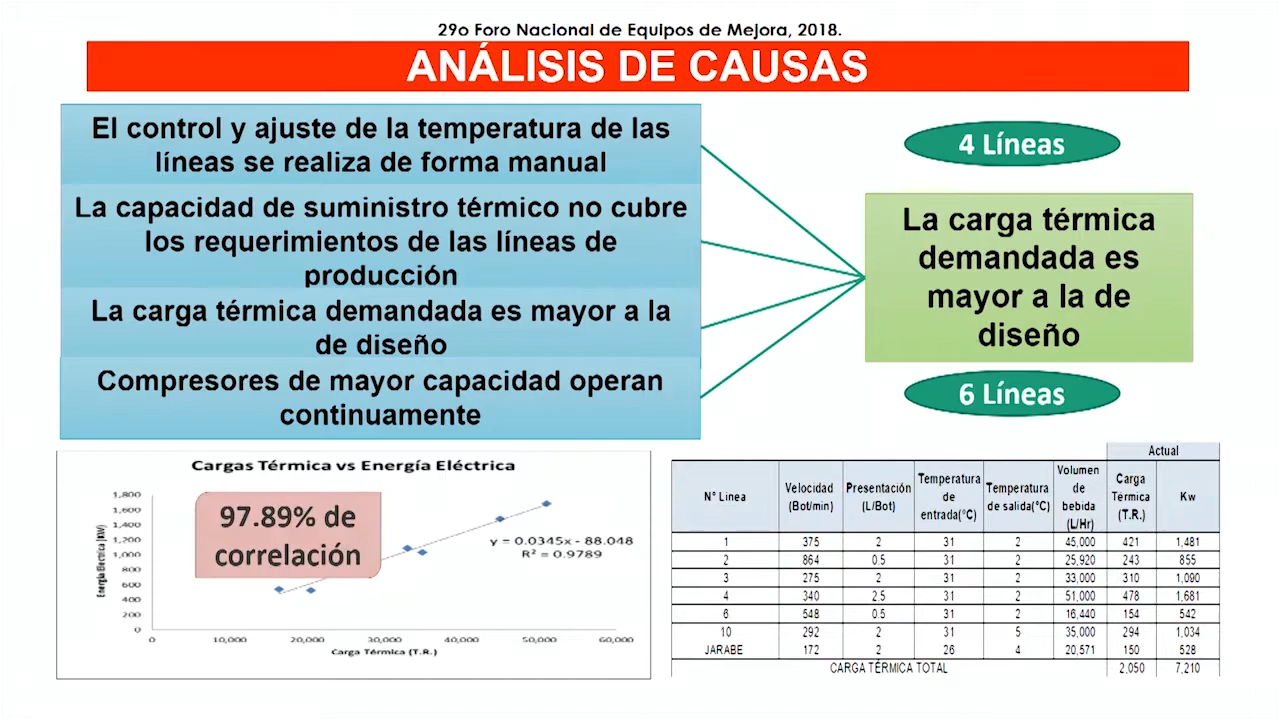 29o Foro Nacional de Equipos de Mejora, 2018.
ANÁLISIS DE CAUSAS
El control y ajuste de la temperatura de las
líneas se realiza de forma manual
La capacidad de suministro térmico no cubre
los requerimientos de las líneas de
producción
La carga térmica demandada es mayor a la
de diseño
Compresores de mayor capacidad operan
continuamente
4 Líneas
La carga térmica
demandada es
mayor a la de
diseño
6 Líneas
Cargas Térmica vs Energía Eléctrica
97.89% de
correlación
y = 0.0345x - 88.048
R² = 0.9789
Energía Eléctrica (KW)
1,800
1,600
1,400
1,200
1,000
800
600
400
200
0
0 10,000 20,000 30,000 40,000 50,000 60,000
Carga Térmica (T.R.)
Actual
N° Linea Velocidad (Bot/min) Presentación (L/Bot) Temperatura de entrada(°C) Temperatura de salida(°C) Volumen de bebida (L/Hr) Carga Térmica (T.R.) Kw
1 375 2 31 2 45,000 421 1,481
2 864 0.5 31 2 25,920 243 855
3 275 2 31 2 33,000 310 1,090
4 340 2.5 31 2 51,000 478 1,681
6 548 0.5 31 2 16,440 154 542
10 292 2 31 5 35,000 294 1,034
JARABE 172 2 26 4 20,571 150 528
CARGA TÉRMICA TOTAL 2,050 7,210